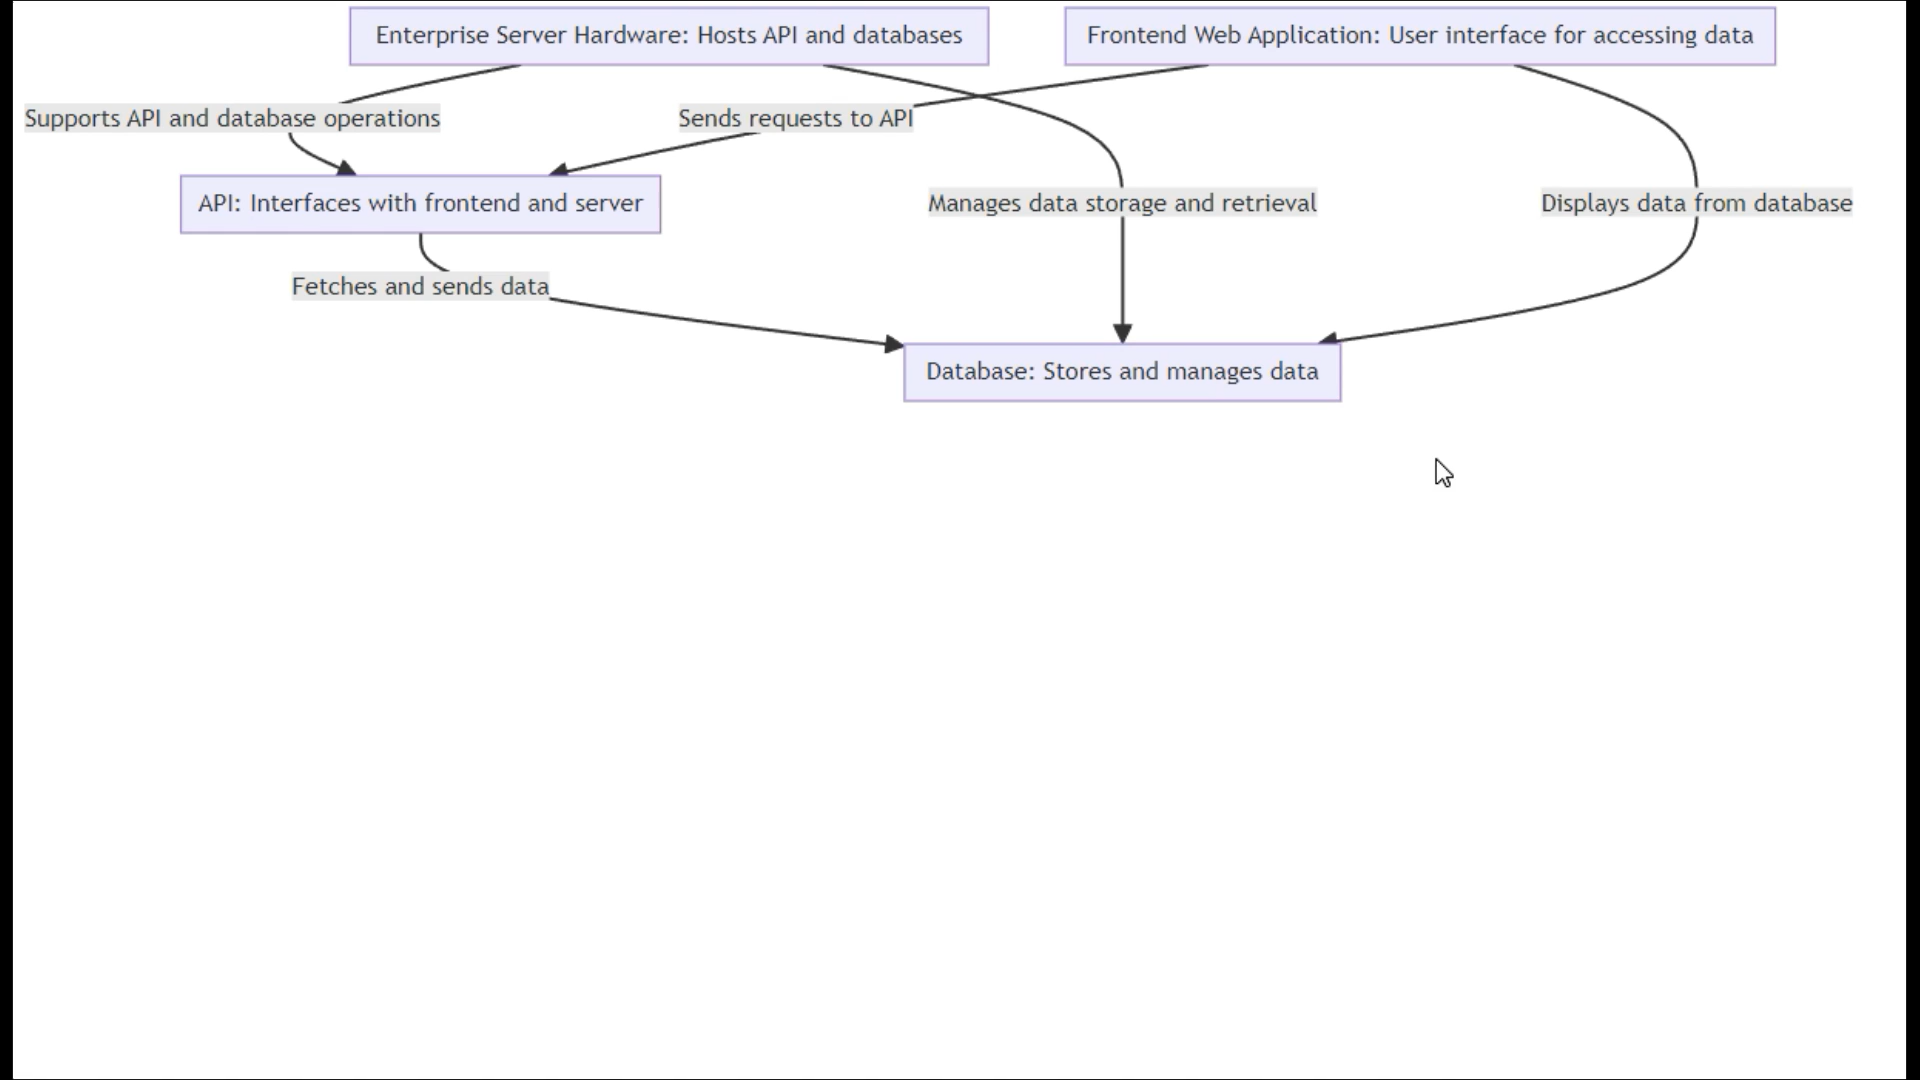 Enterprise Server Hardware: Hosts API and databases
Frontend Web Application: User interface for accessing data
Supports API and database operations
Sends requests to API
API: Interfaces with frontend and server
Manages data storage and retrieval
Displays data from database
Fetches and sends data
Database: Stores and manages data